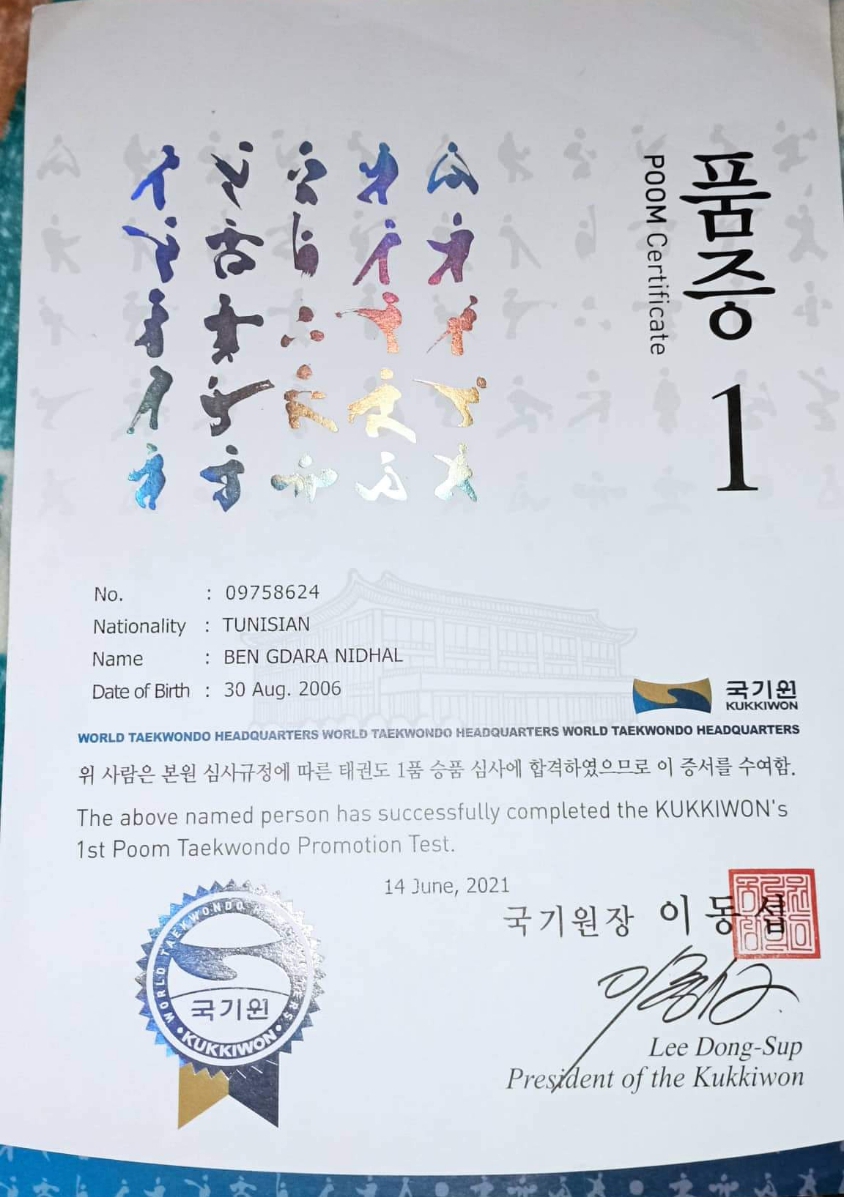 품증
POOM Certificate
1
No. : 09758624
Nationality : TUNISIAN
Name : BEN GDARA NIDHAL
Date of Birth : 30 Aug. 2006
국기원
KUKKIWON
WORLD TAEKWONDO HEADQUARTERS WORLD TAEKWONDO HEADQUARTERS WORLD TAEKWONDO HEADQUARTERS
위 사람은 본원 심사규정에 따른 태권도 1품 승품 심사에 합격하였으므로 이 증서를 수여함.
The above named person has successfully completed the KUKKIWON's
1st Poom Taekwondo Promotion Test.
14 June, 2021
국기원장 이동섭
WORLD TAEKWONDO HEADQUARTERS
국기원
• KUKKIWON •
Lee Dong-Sup
President of the Kukkiwon